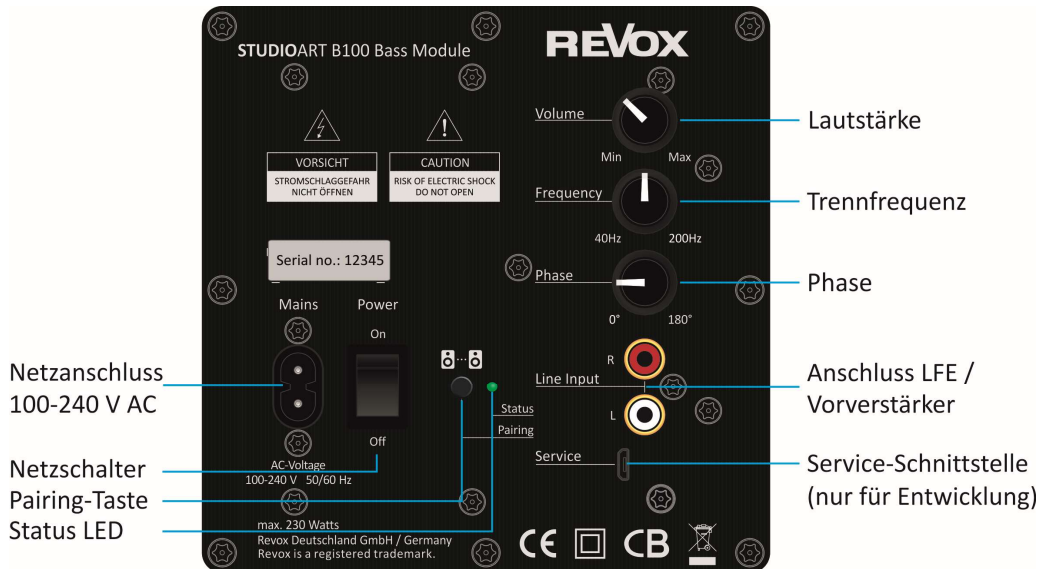 STUDIOART B100 Bass Module
REVOX
Volume
Min Max
Lautstärke
VORSICHT
STROMSCHLAGGEFAHR
NICHT ÖFFNEN
CAUTION
RISK OF ELECTRIC SHOCK
DO NOT OPEN
Frequency
40Hz 200Hz
Trennfrequenz
Serial no.: 12345
Phase
0° 180°
Phase
Mains
Power
On
Off
R
Line Input
L
Anschluss LFE /
Vorverstärker
Netzanschluss
100-240 V AC
Status
Pairing
AC-Voltage
100-240 V 50/60 Hz
Service
Service-Schnittstelle
(nur für Entwicklung)
Netzschalter
Pairing-Taste
Status LED
max. 230 Watts
Revox Deutschland GmbH / Germany
Revox is a registered trademark.
CE CB